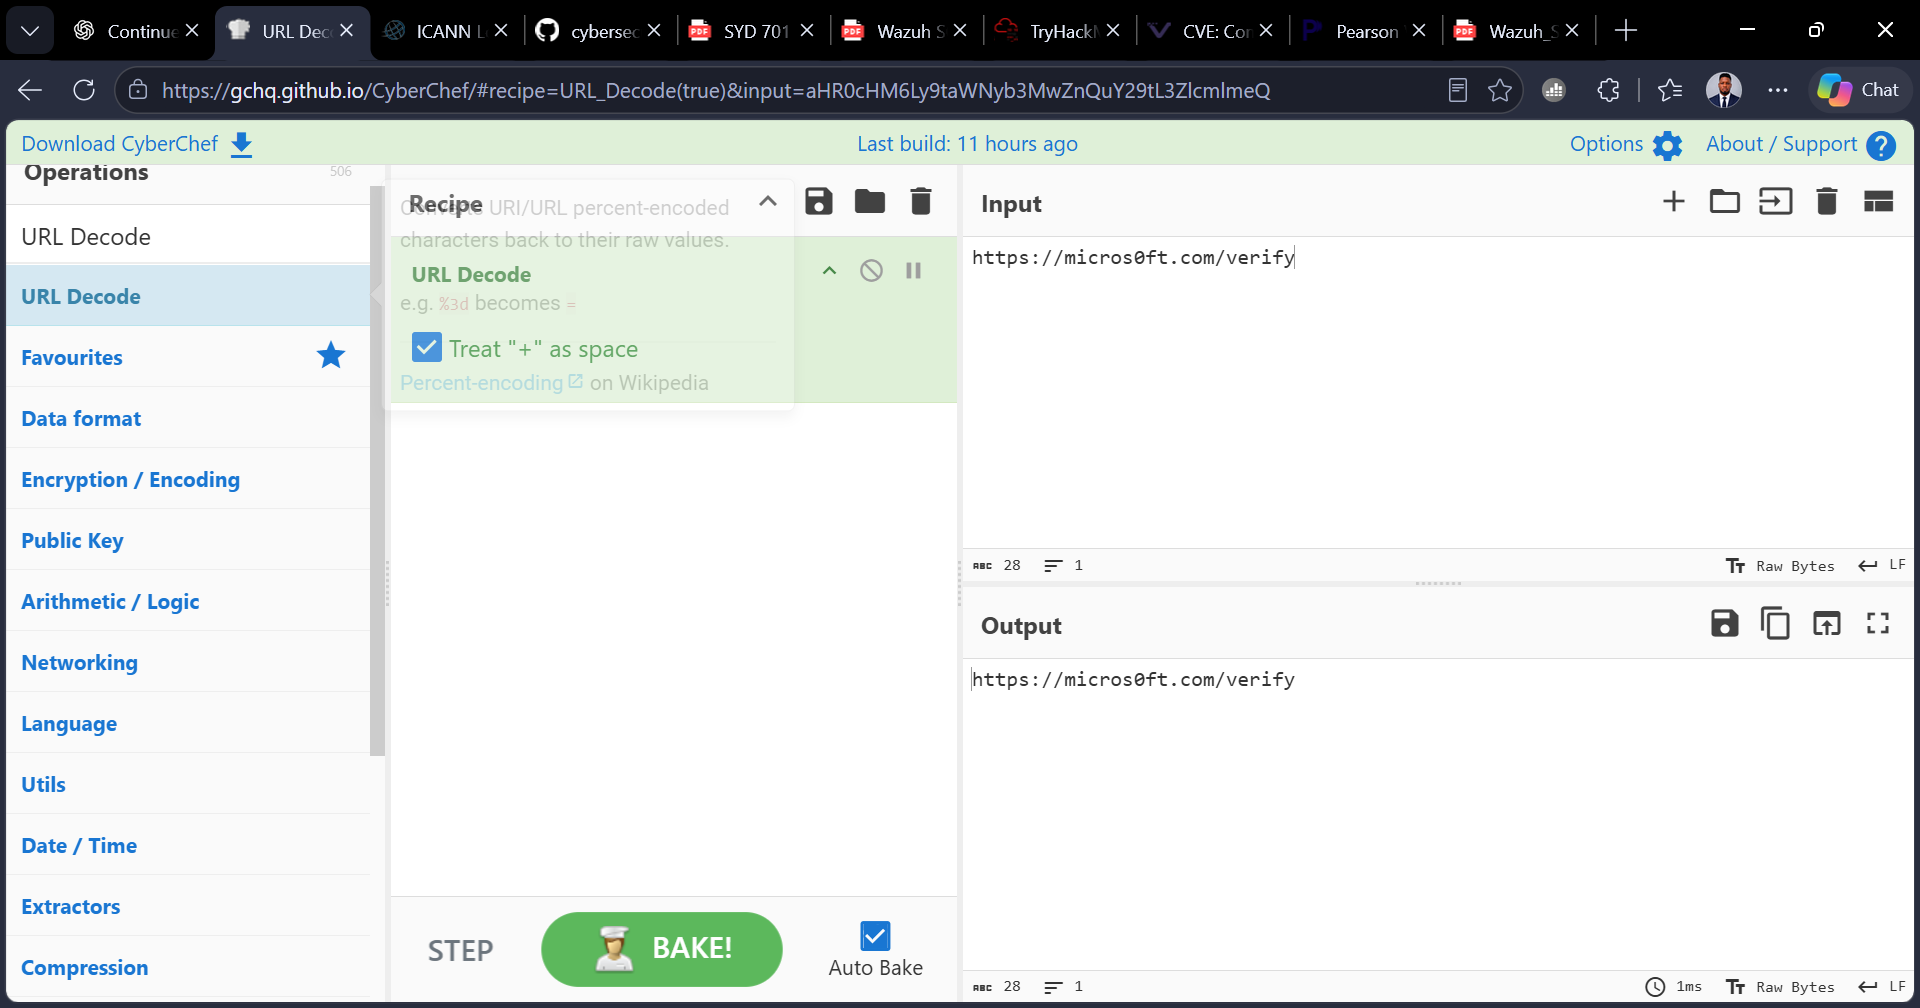 Continue
URL Dec
ICANN L
cybersec
SYD 701
Wazuh S
TryHackM
CVE: Con
Pearson
Wazuh_S
https://gchq.github.io/CyberChef/#recipe=URL_Decode(true)&input=aHR0cHM6Ly9taWNyb3MwZnQuY29tL3ZlcmlmeQ
Chat
Download CyberChef
Last build: 11 hours ago
Options
About / Support
Operations
506
URL Decode
URL Decode
Favourites
Data format
Encryption / Encoding
Public Key
Arithmetic / Logic
Networking
Language
Utils
Date / Time
Extractors
Compression
Recipe
Converts URI/URL percent-encoded
characters back to their raw values.
URL Decode
e.g. %3d becomes =
Treat "+" as space
Percent-encoding on Wikipedia
STEP
BAKE!
Auto Bake
Input
https://micros0ft.com/verify
ABC 28
1
Raw Bytes
LF
Output
https://micros0ft.com/verify
ABC 28
1
1ms
Raw Bytes
LF